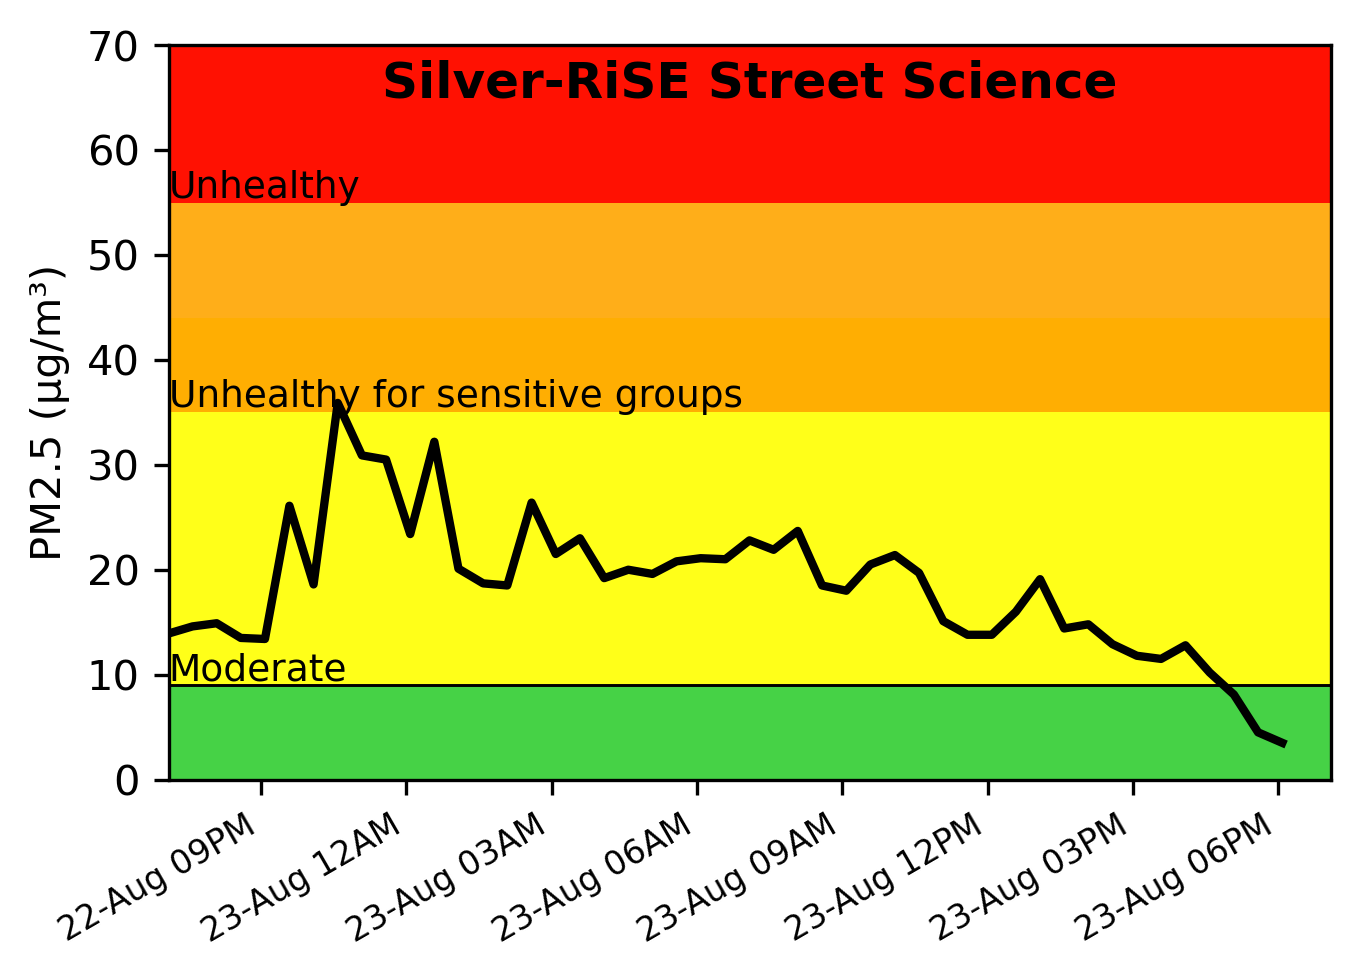 Silver-RiSE Street Science
PM2.5 (µg/m³)
70
60
Unhealthy
50
40
Unhealthy for sensitive groups
30
20
10
Moderate
0
22-Aug 09PM
23-Aug 12AM
23-Aug 03AM
23-Aug 06AM
23-Aug 09AM
23-Aug 12PM
23-Aug 03PM
23-Aug 06PM